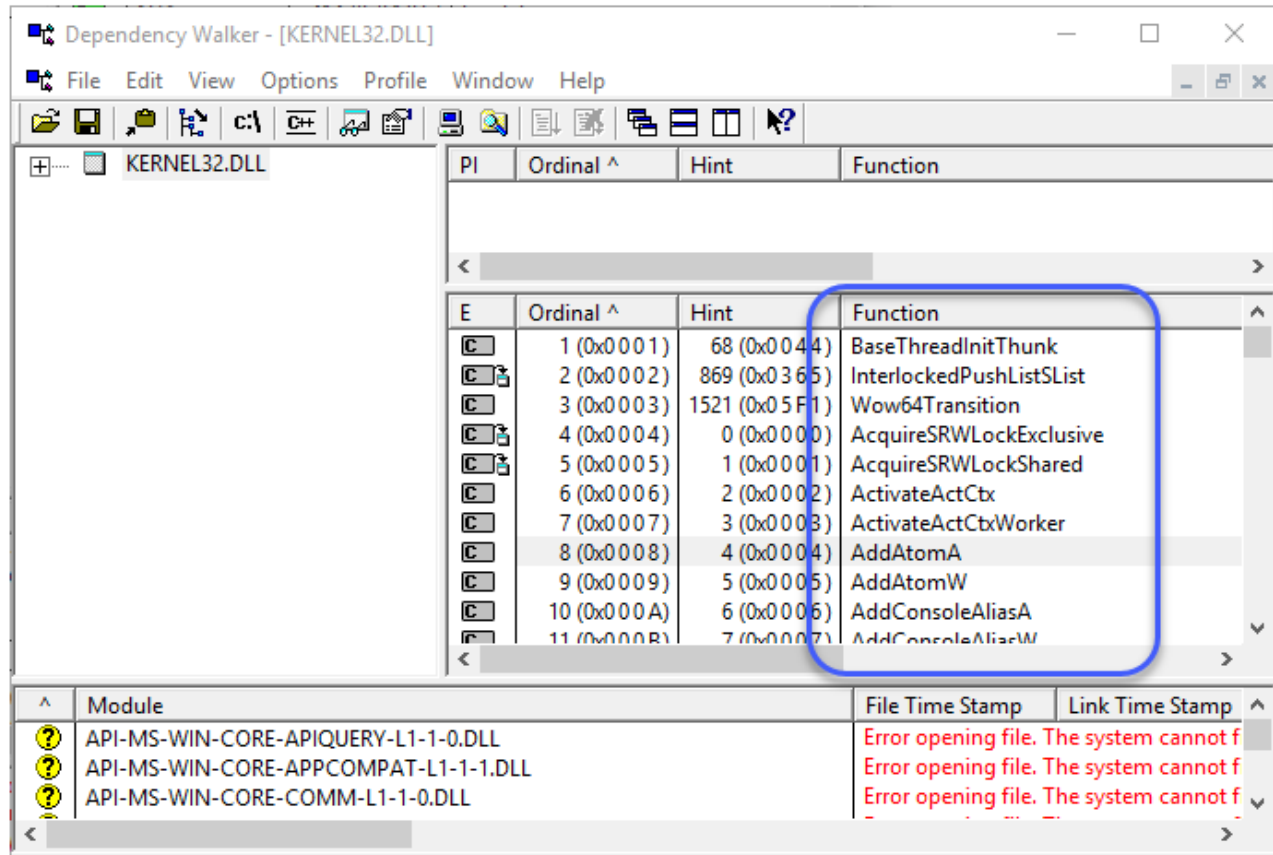 Dependency Walker - [KERNEL32.DLL]
File Edit View Options Profile Window Help
C:\ C++
KERNEL32.DLL
PI Ordinal ^ Hint Function
E Ordinal ^ Hint Function
C 1 (0x0001) 68 (0x0044) BaseThreadInitThunk
C 2 (0x0002) 869 (0x0365) InterlockedPushListSList
C 3 (0x0003) 1521 (0x05F1) Wow64Transition
C 4 (0x0004) 0 (0x0000) AcquireSRWLockExclusive
C 5 (0x0005) 1 (0x0001) AcquireSRWLockShared
C 6 (0x0006) 2 (0x0002) ActivateActCtx
C 7 (0x0007) 3 (0x0003) ActivateActCtxWorker
C 8 (0x0008) 4 (0x0004) AddAtomA
C 9 (0x0009) 5 (0x0005) AddAtomW
C 10 (0x000A) 6 (0x0006) AddConsoleAliasA
C 11 (0x000B) 7 (0x0007) AddConsoleAliasW
^ Module File Time Stamp Link Time Stamp
? API-MS-WIN-CORE-APIQUERY-L1-1-0.DLL Error opening file. The system cannot f
? API-MS-WIN-CORE-APPCOMPAT-L1-1-1.DLL Error opening file. The system cannot f
? API-MS-WIN-CORE-COMM-L1-1-0.DLL Error opening file. The system cannot f